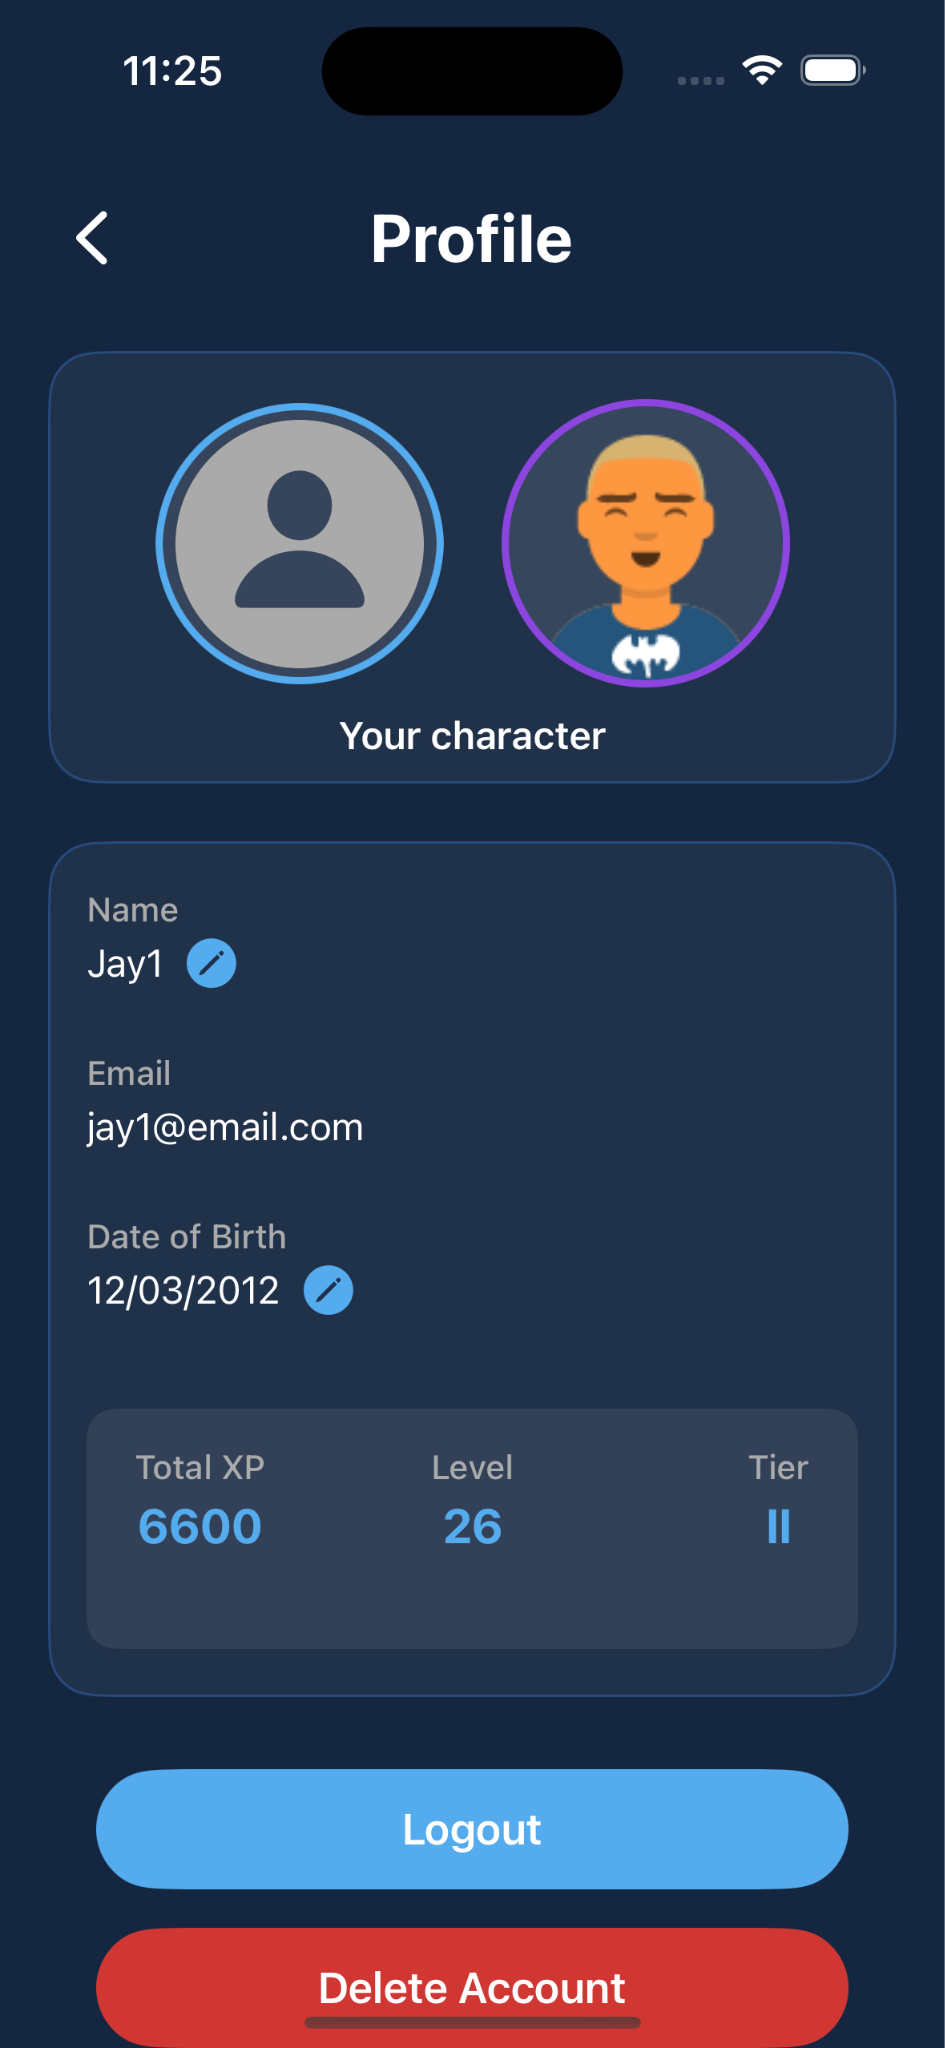 11:25
Profile
Your character
Name
Jay1
Email
jay1@email.com
Date of Birth
12/03/2012
Total XP Level Tier
6600 26 II
Logout
Delete Account